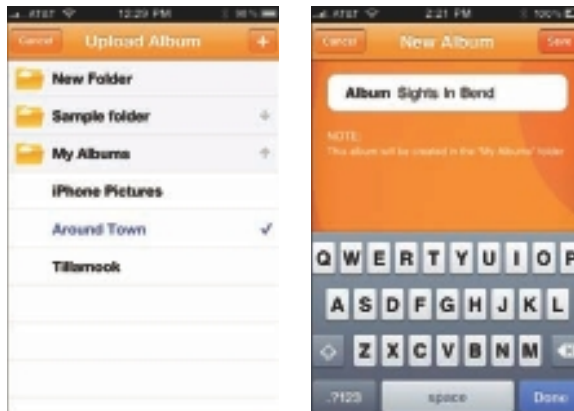 AT&T 12:29 PM
Cancel Upload Album +
New Folder
Sample folder +
My Albums +
iPhone Pictures
Around Town
Tillamook
AT&T 2:21 PM 100%
Cancel New Album Save
Album Sights In Bend
NOTE:
This album will be created in the "My Albums" folder
Q W E R T Y U I O P
A S D F G H J K L
Z X C V B N M
.?123 space Done